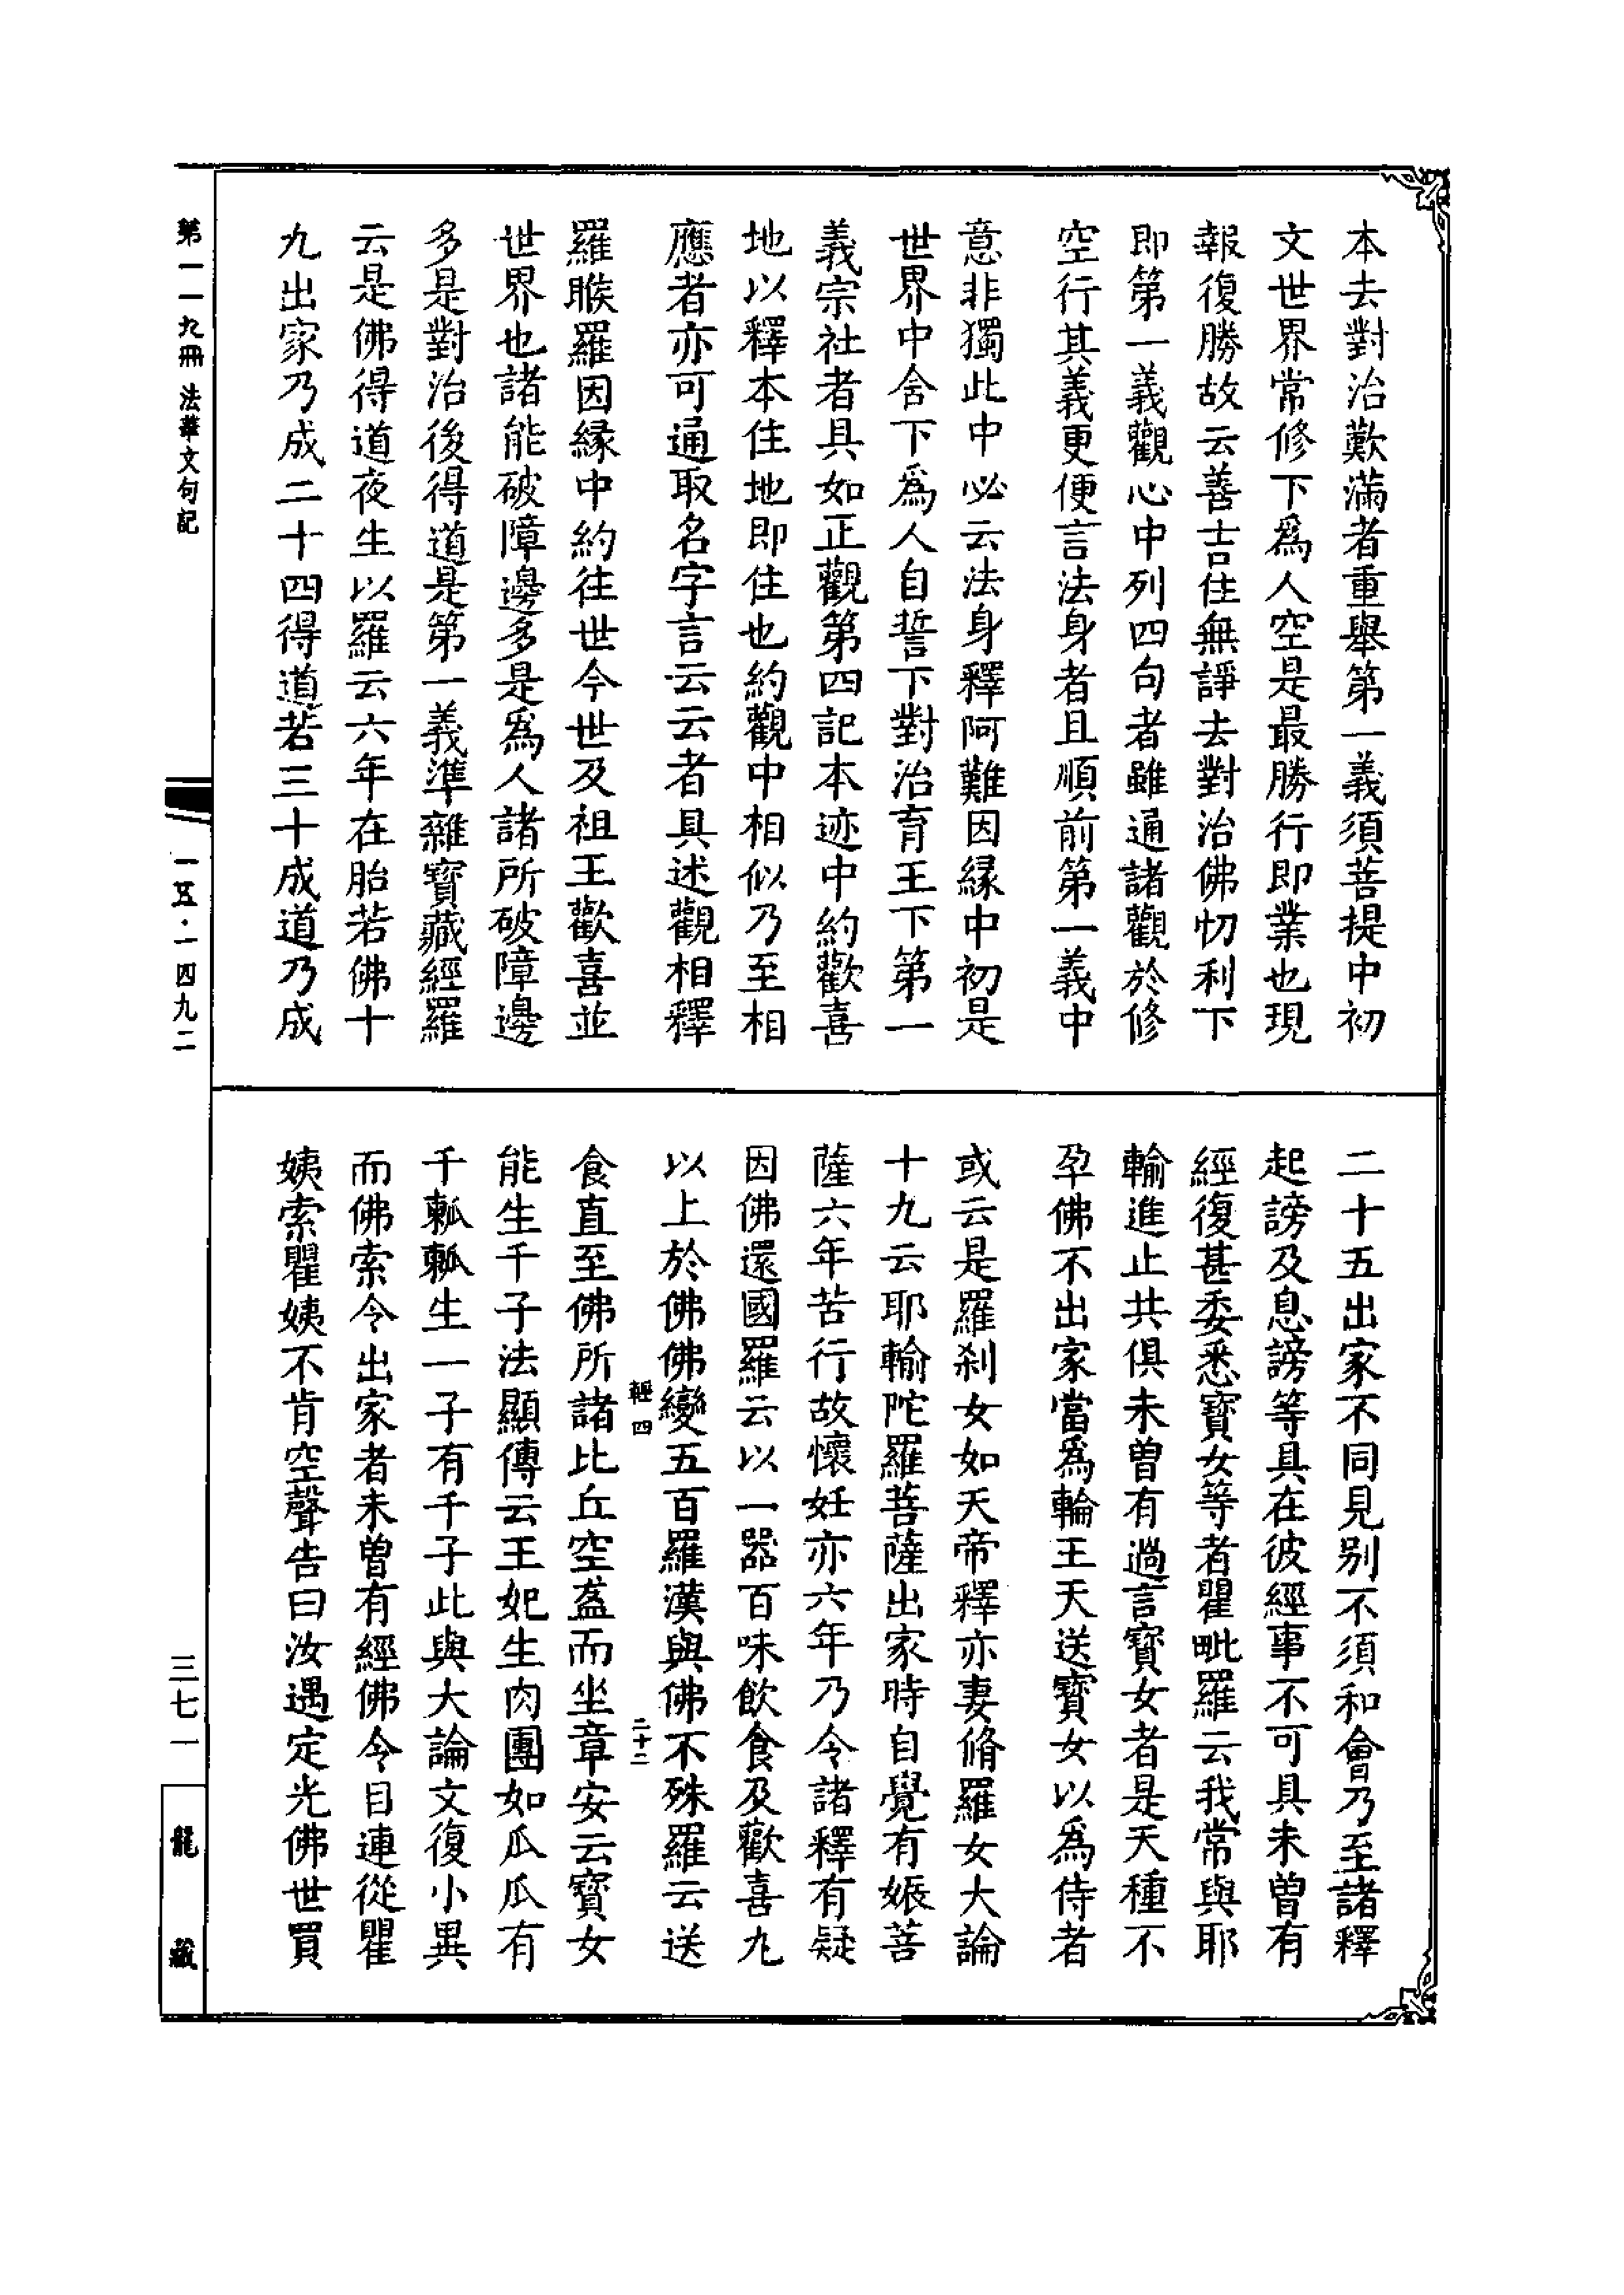 本去對治歎滿者重舉第一義須菩提中初
文世界常修下爲人空是最勝行即業也現
報復勝故云善吉住無諍去對治佛忉利下
即第一義觀心中列四句者雖通諸觀於修
空行其義更便言法身者且順前第一義中
意非獨此中必云法身釋阿難因緣中初是
世界中舍下爲人自誓下對治育王下第一
義宗社者具如正觀第四記本迹中約歡喜
地以釋本住地即住也約觀中相似乃至相
應者亦可通取名字言云云者具述觀相釋
羅睺羅因緣中約往世今世及祖王歡喜並
世界也諸能破障邊多是爲人諸所破障邊
多是對治後得道是第一義準雜寶藏經羅
云是佛得道夜生以羅云六年在胎若佛十
九出家乃成二十四得道若三十成道乃成
二十五出家不同見別不須和會乃至諸釋
起謗及息謗等具在彼經事不可具未曾有
經復甚委悉寶女等者瞿毗羅云我常與耶
輸進止共俱未曾有過言寶女者是天種不
孕佛不出家當爲輪王天送寶女以爲侍者
或云是羅刹女如天帝釋亦妻脩羅女大論
十九云耶輸陀羅菩薩出家時自覺有娠菩
薩六年苦行故懷妊亦六年乃令諸釋有疑
因佛還國羅云以一器百味飲食及歡喜九
以上於佛佛變五百羅漢與佛不殊羅云送
輕四 二十二
食直至佛所諸比丘空盋而坐章安云寶女
能生千子法顯傳云王妃生肉團如瓜瓜有
千瓤瓤生一子有千子此與大論文復小異
而佛索令出家者未曾有經佛令目連從瞿
姨索瞿姨不肯空聲告曰汝遇定光佛世買
第一一九冊 法華文句記
一五·一四九二
三七一
龍藏